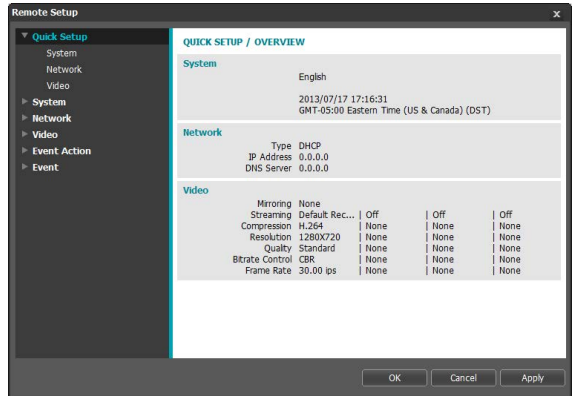 Remote Setup x
Quick Setup
System
Network
Video
System
Network
Video
Event Action
Event
QUICK SETUP / OVERVIEW
System
English
2013/07/17 17:16:31
GMT-05:00 Eastern Time (US & Canada) (DST)
Network
Type DHCP
IP Address 0.0.0.0
DNS Server 0.0.0.0
Video
Mirroring None
Streaming Default Rec... | Off | Off | Off
Compression H.264 | None | None | None
Resolution 1280X720 | None | None | None
Quality Standard | None | None | None
Bitrate Control CBR | None | None | None
Frame Rate 30.00 ips | None | None | None
OK Cancel Apply